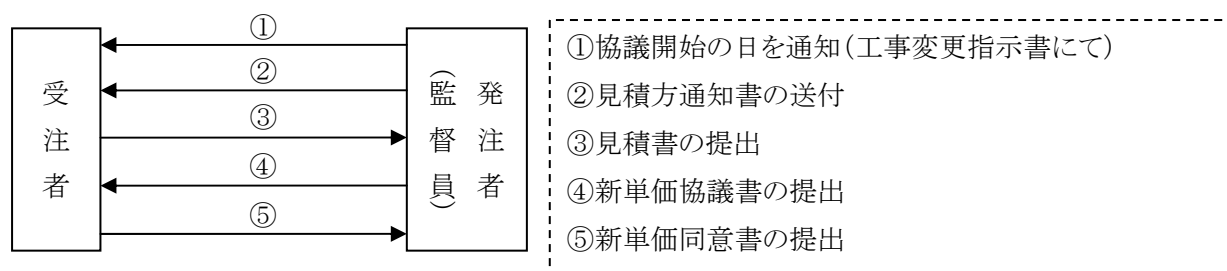 受注者
①
②
③
④
⑤
発注者
(監督員)
①協議開始の日を通知(工事変更指示書にて)
②見積方通知書の送付
③見積書の提出
④新単価協議書の提出
⑤新単価同意書の提出